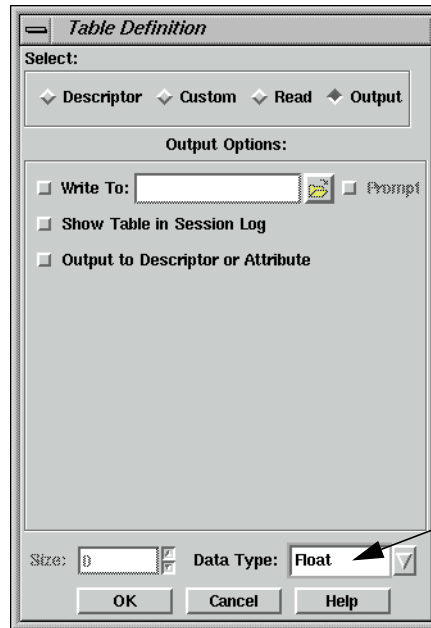 Table Definition
Select:
Descriptor Custom Read Output
Output Options:
Write To: Prompt
Show Table in Session Log
Output to Descriptor or Attribute
Size: 0 Data Type: Float
OK Cancel Help